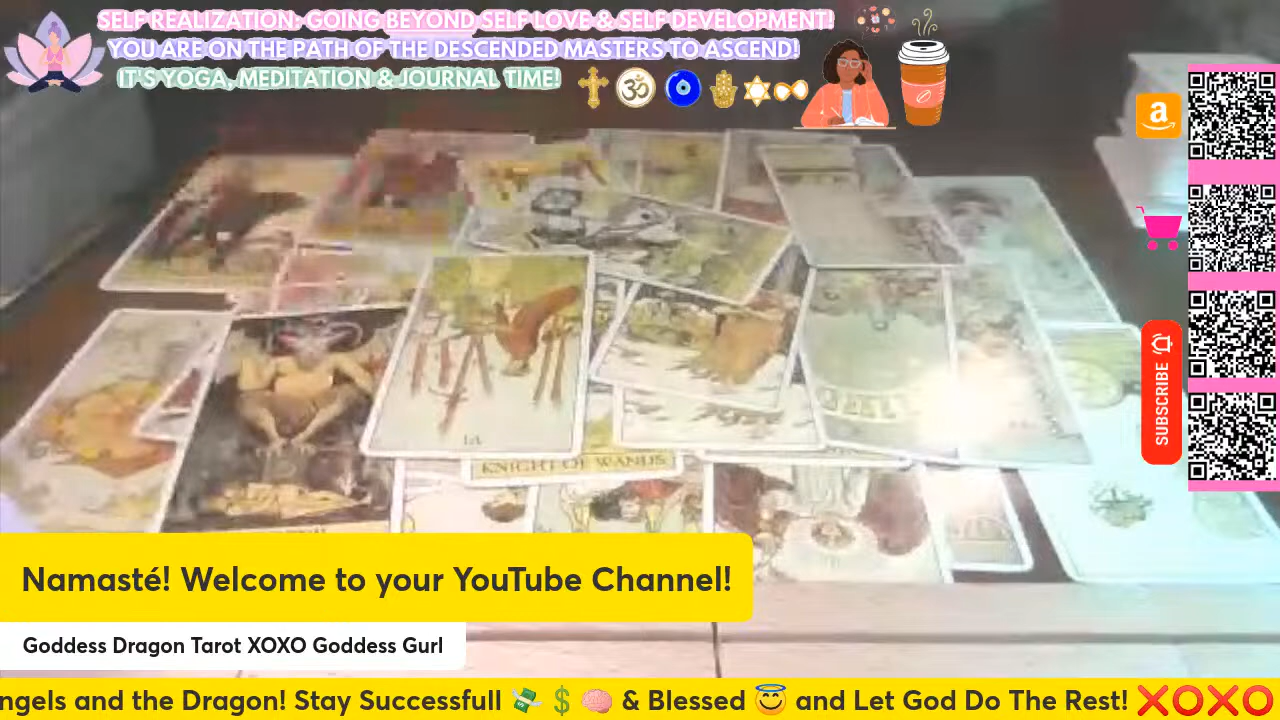 SELF REALIZATION: GOING BEYOND SELF LOVE & SELF DEVELOPMENT!
YOU ARE ON THE PATH OF THE DESCENDED MASTERS TO ASCEND!
IT'S YOGA, MEDITATION & JOURNAL TIME!
a
SUBSCRIBE
VI
KNIGHT OF WANDS
Namasté! Welcome to your YouTube Channel!
Goddess Dragon Tarot XOXO Goddess Gurl
ngels and the Dragon! Stay Successfull 💸 💲 🧠 & Blessed 😇 and Let God Do The Rest! ❌⭕❌⭕